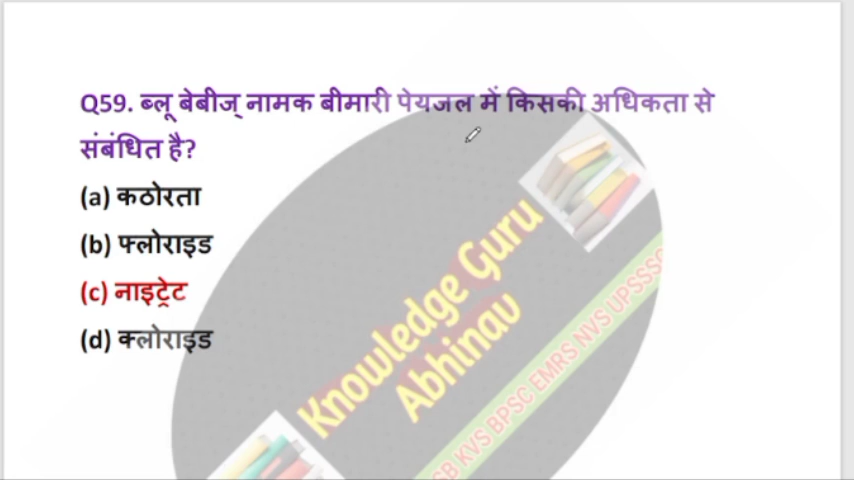 Q59. ब्लू बेबीज् नामक बीमारी पेयजल में किसकी अधिकता से
संबंधित है?
(a) कठोरता
(b) फ्लोराइड
(c) नाइट्रेट
(d) क्लोराइड
Knowledge Guru
Abhinav
KVS BPSC EMRS NVS UPSSSC